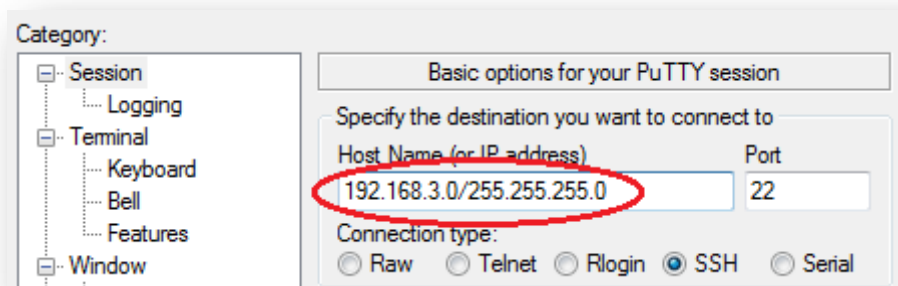 Category:
Session
Logging
Terminal
Keyboard
Bell
Features
Window
Basic options for your PuTTY session
Specify the destination you want to connect to
Host Name (or IP address)
Port
192.168.3.0/255.255.255.0
22
Connection type:
Raw
Telnet
Rlogin
SSH
Serial